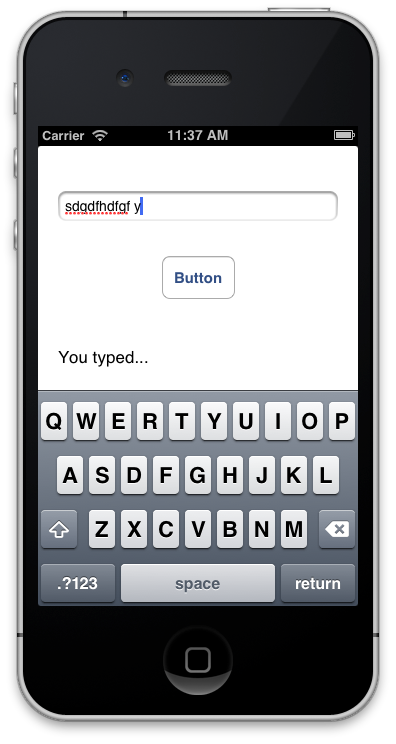 Carrier 11:37 AM
sdgdfhdfgf y
Button
You typed...
Q W E R T Y U I O P
A S D F G H J K L
Z X C V B N M
.?123 space return